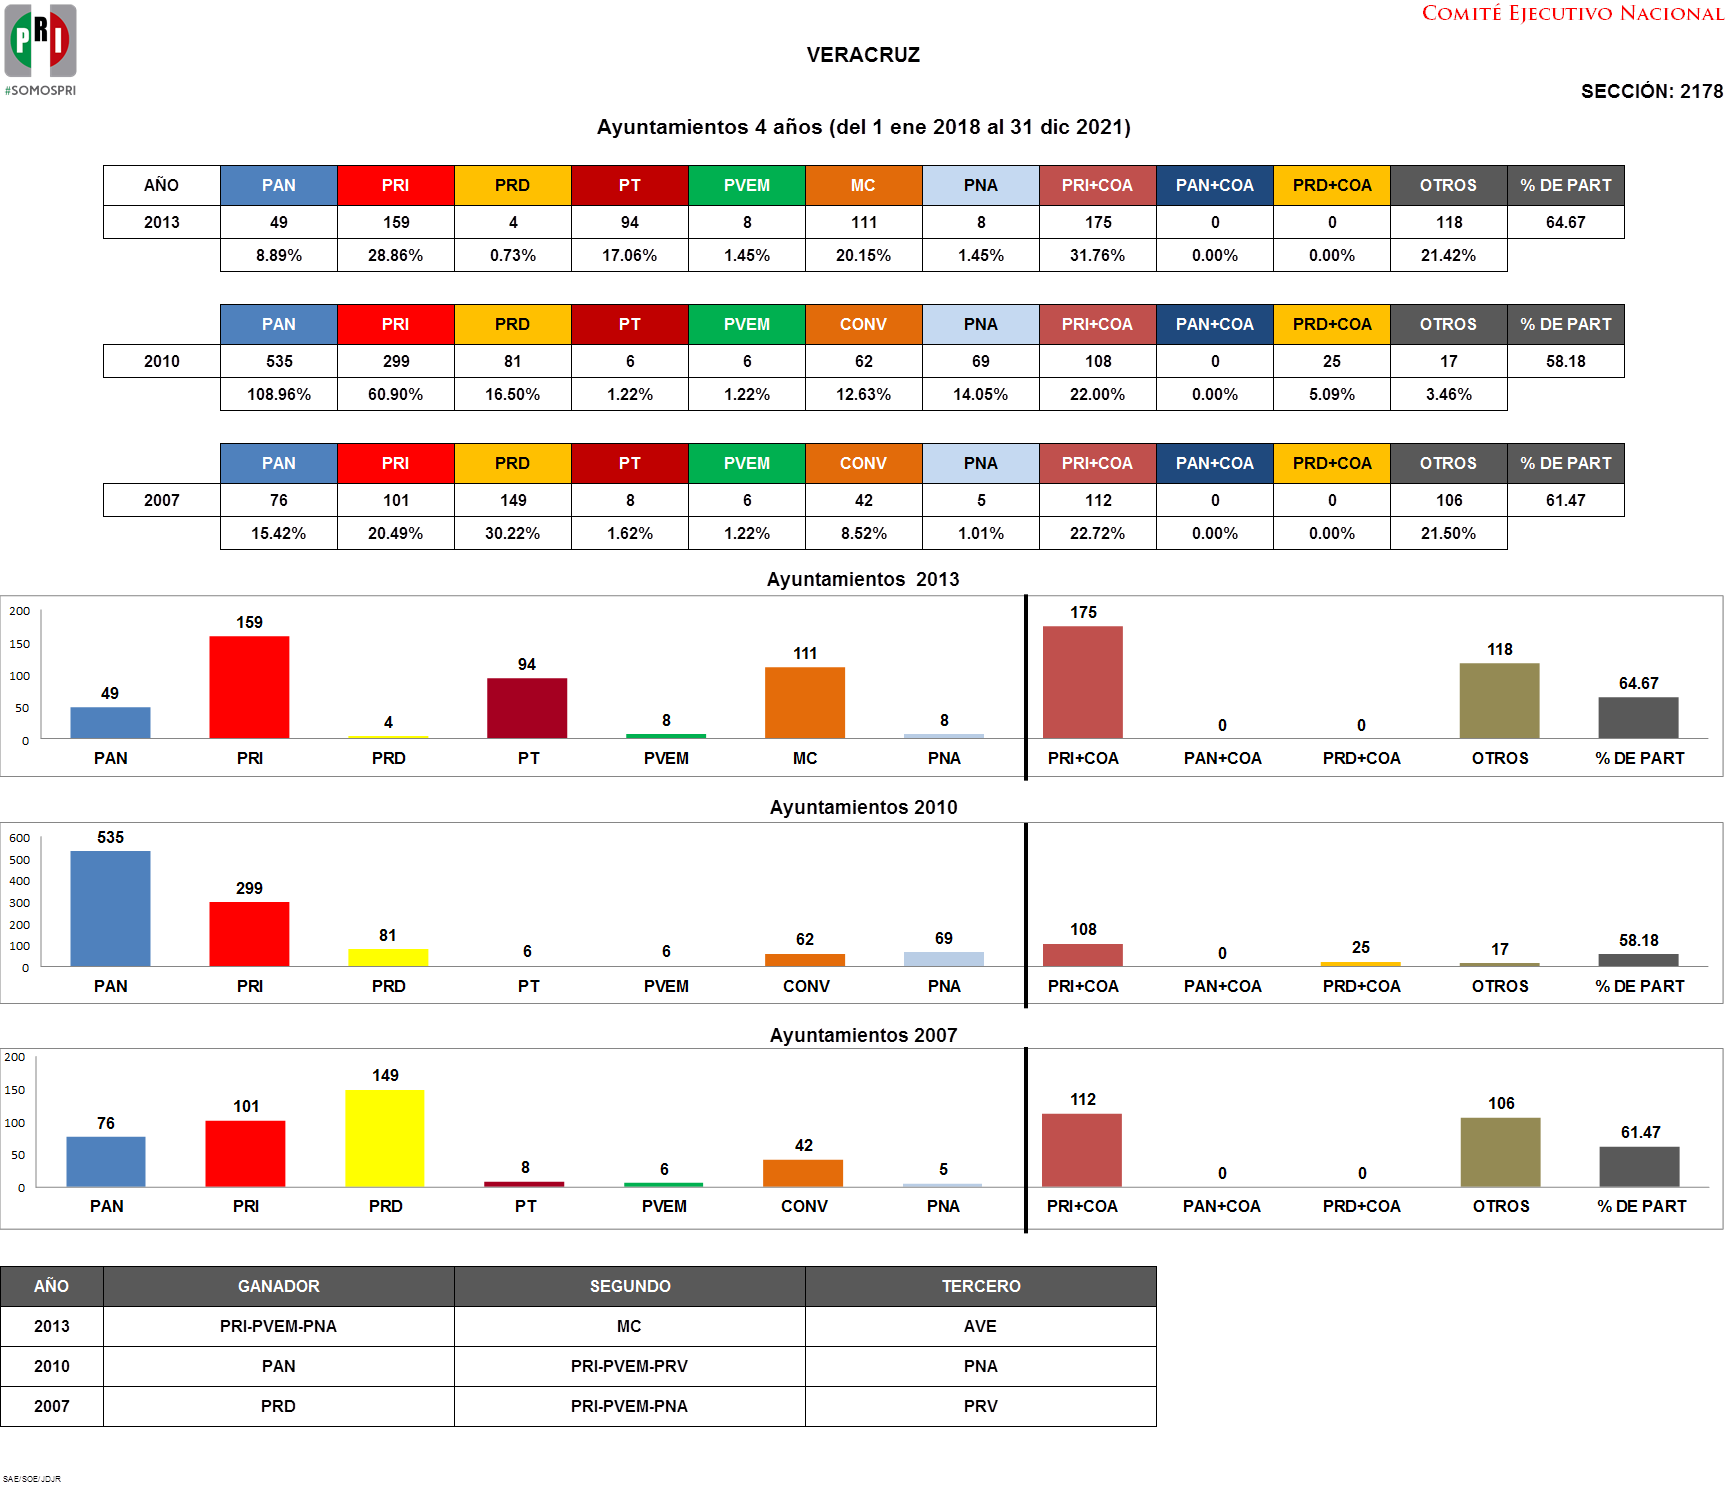 PRI
#SOMOSPRI
COMITÉ EJECUTIVO NACIONAL
VERACRUZ
SECCIÓN: 2178
Ayuntamientos 4 años (del 1 ene 2018 al 31 dic 2021)
AÑO PAN PRI PRD PT PVEM MC PNA PRI+COA PAN+COA PRD+COA OTROS % DE PART
2013 49 159 4 94 8 111 8 175 0 0 118 64.67
8.89% 28.86% 0.73% 17.06% 1.45% 20.15% 1.45% 31.76% 0.00% 0.00% 21.42%
PAN PRI PRD PT PVEM CONV PNA PRI+COA PAN+COA PRD+COA OTROS % DE PART
2010 535 299 81 6 6 62 69 108 0 25 17 58.18
108.96% 60.90% 16.50% 1.22% 1.22% 12.63% 14.05% 22.00% 0.00% 5.09% 3.46%
PAN PRI PRD PT PVEM CONV PNA PRI+COA PAN+COA PRD+COA OTROS % DE PART
2007 76 101 149 8 6 42 5 112 0 0 106 61.47
15.42% 20.49% 30.22% 1.62% 1.22% 8.52% 1.01% 22.72% 0.00% 0.00% 21.50%
Ayuntamientos 2013
200
150
100
50
0
49 159 4 94 8 111 8 175 0 0 118 64.67
PAN PRI PRD PT PVEM MC PNA PRI+COA PAN+COA PRD+COA OTROS % DE PART
Ayuntamientos 2010
600
500
400
300
200
100
0
535 299 81 6 6 62 69 108 0 25 17 58.18
PAN PRI PRD PT PVEM CONV PNA PRI+COA PAN+COA PRD+COA OTROS % DE PART
Ayuntamientos 2007
200
150
100
50
0
76 101 149 8 6 42 5 112 0 0 106 61.47
PAN PRI PRD PT PVEM CONV PNA PRI+COA PAN+COA PRD+COA OTROS % DE PART
AÑO GANADOR SEGUNDO TERCERO
2013 PRI-PVEM-PNA MC AVE
2010 PAN PRI-PVEM-PRV PNA
2007 PRD PRI-PVEM-PNA PRV
SAE/SOE/JDJR